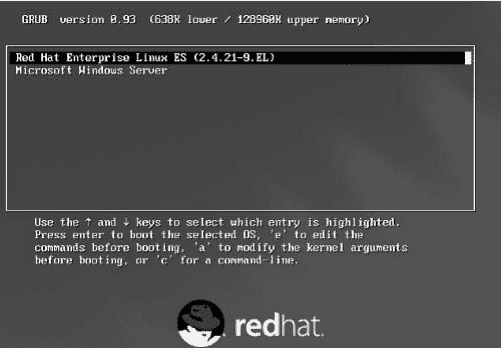 GRUB version 0.93 (638K lower / 128960K upper memory)
Red Hat Enterprise Linux ES (2.4.21-9.EL)
Microsoft Windows Server
Use the ↑ and ↓ keys to select which entry is highlighted.
Press enter to boot the selected OS, 'e' to edit the
commands before booting, 'a' to modify the kernel arguments
before booting, or 'c' for a command-line.
redhat.